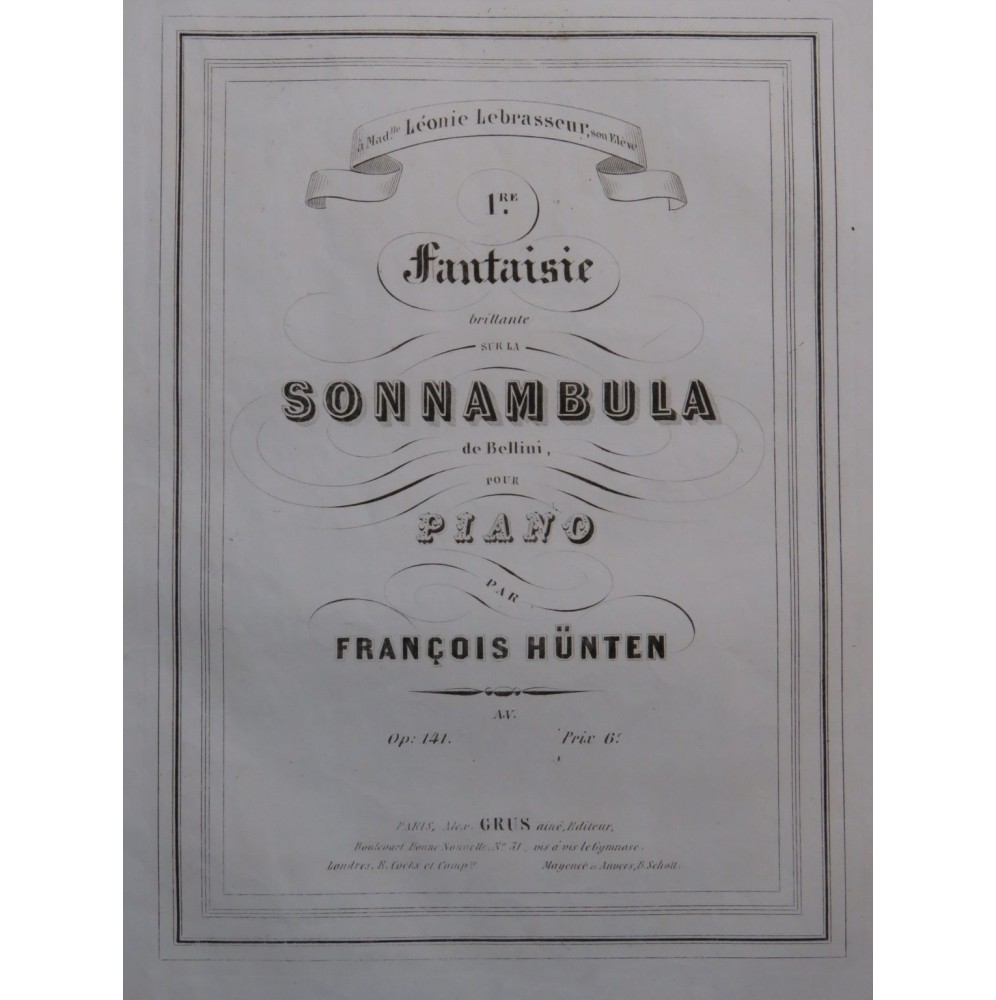 à Mad.lle Léonie Lebrasseur, son Elève
1.RE
Fantaisie
brillante
SUR LA
SONNAMBULA
de Bellini,
POUR
PIANO
PAR
FRANÇOIS HÜNTEN
A.V.
Op: 141. Prix 6f
PARIS, Alex. GRUS ainé, Editeur,
Boulevart Bonne Nouvelle, No. 31, vis à vis le Gymnase.
Londres, R. Cocks et Comp.ie Mayence et Anvers, B. Schott.